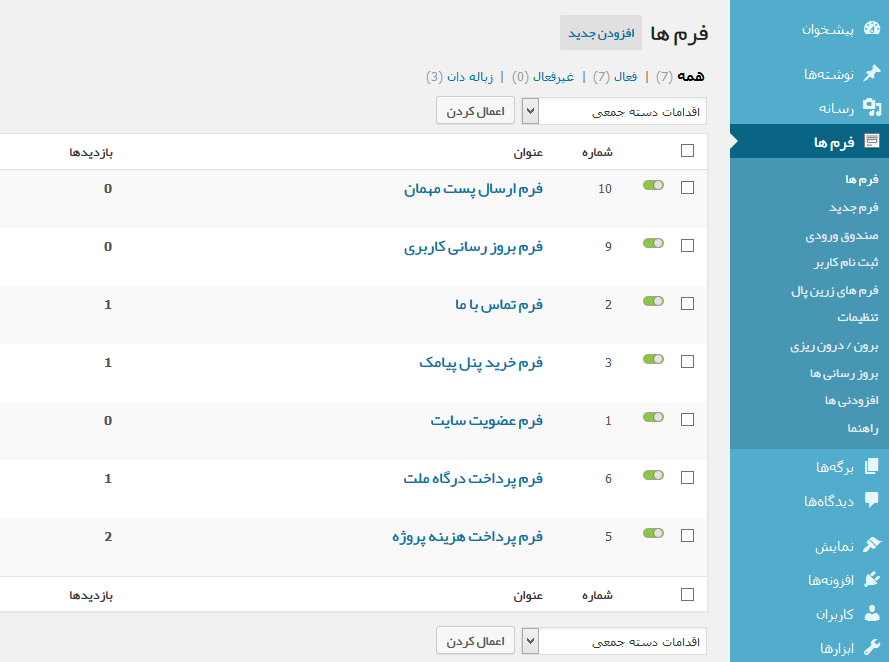 پیشخوان
نوشته‌ها
رسانه
فرم ها
فرم ها
فرم جدید
صندوق ورودی
ثبت نام کاربر
فرم های زرین پال
تنظیمات
برون / درون ریزی
بروز رسانی ها
افزودنی ها
راهنما
برگه‌ها
دیدگاه‌ها
نمایش
افزونه‌ها
کاربران
ابزارها
فرم ها افزودن جدید
همه (7) | فعال (7) | غیرفعال (0) | زباله دان (3)
اقدامات دسته جمعی اعمال کردن
شماره عنوان بازدیدها
10 فرم ارسال پست مهمان 0
9 فرم بروز رسانی کاربری 0
2 فرم تماس با ما 1
3 فرم خرید پنل پیامک 1
1 فرم عضویت سایت 0
6 فرم پرداخت درگاه ملت 1
5 فرم پرداخت هزینه پروژه 2
شماره عنوان بازدیدها
اقدامات دسته جمعی اعمال کردن